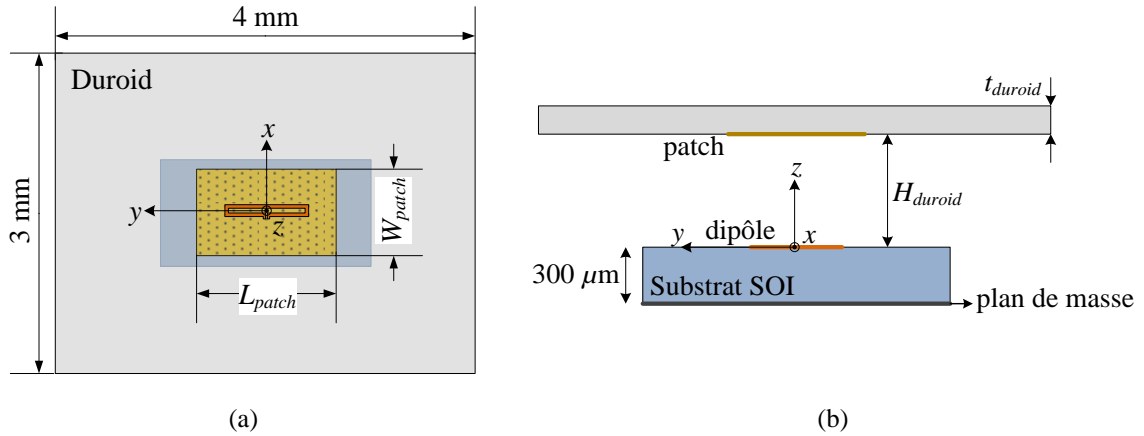 4 mm
Duroid
3 mm
x
y
z
W_patch
L_patch
(a)
t_duroid
patch
z
H_duroid
y
dipôle
x
300 µm
Substrat SOI
plan de masse
(b)